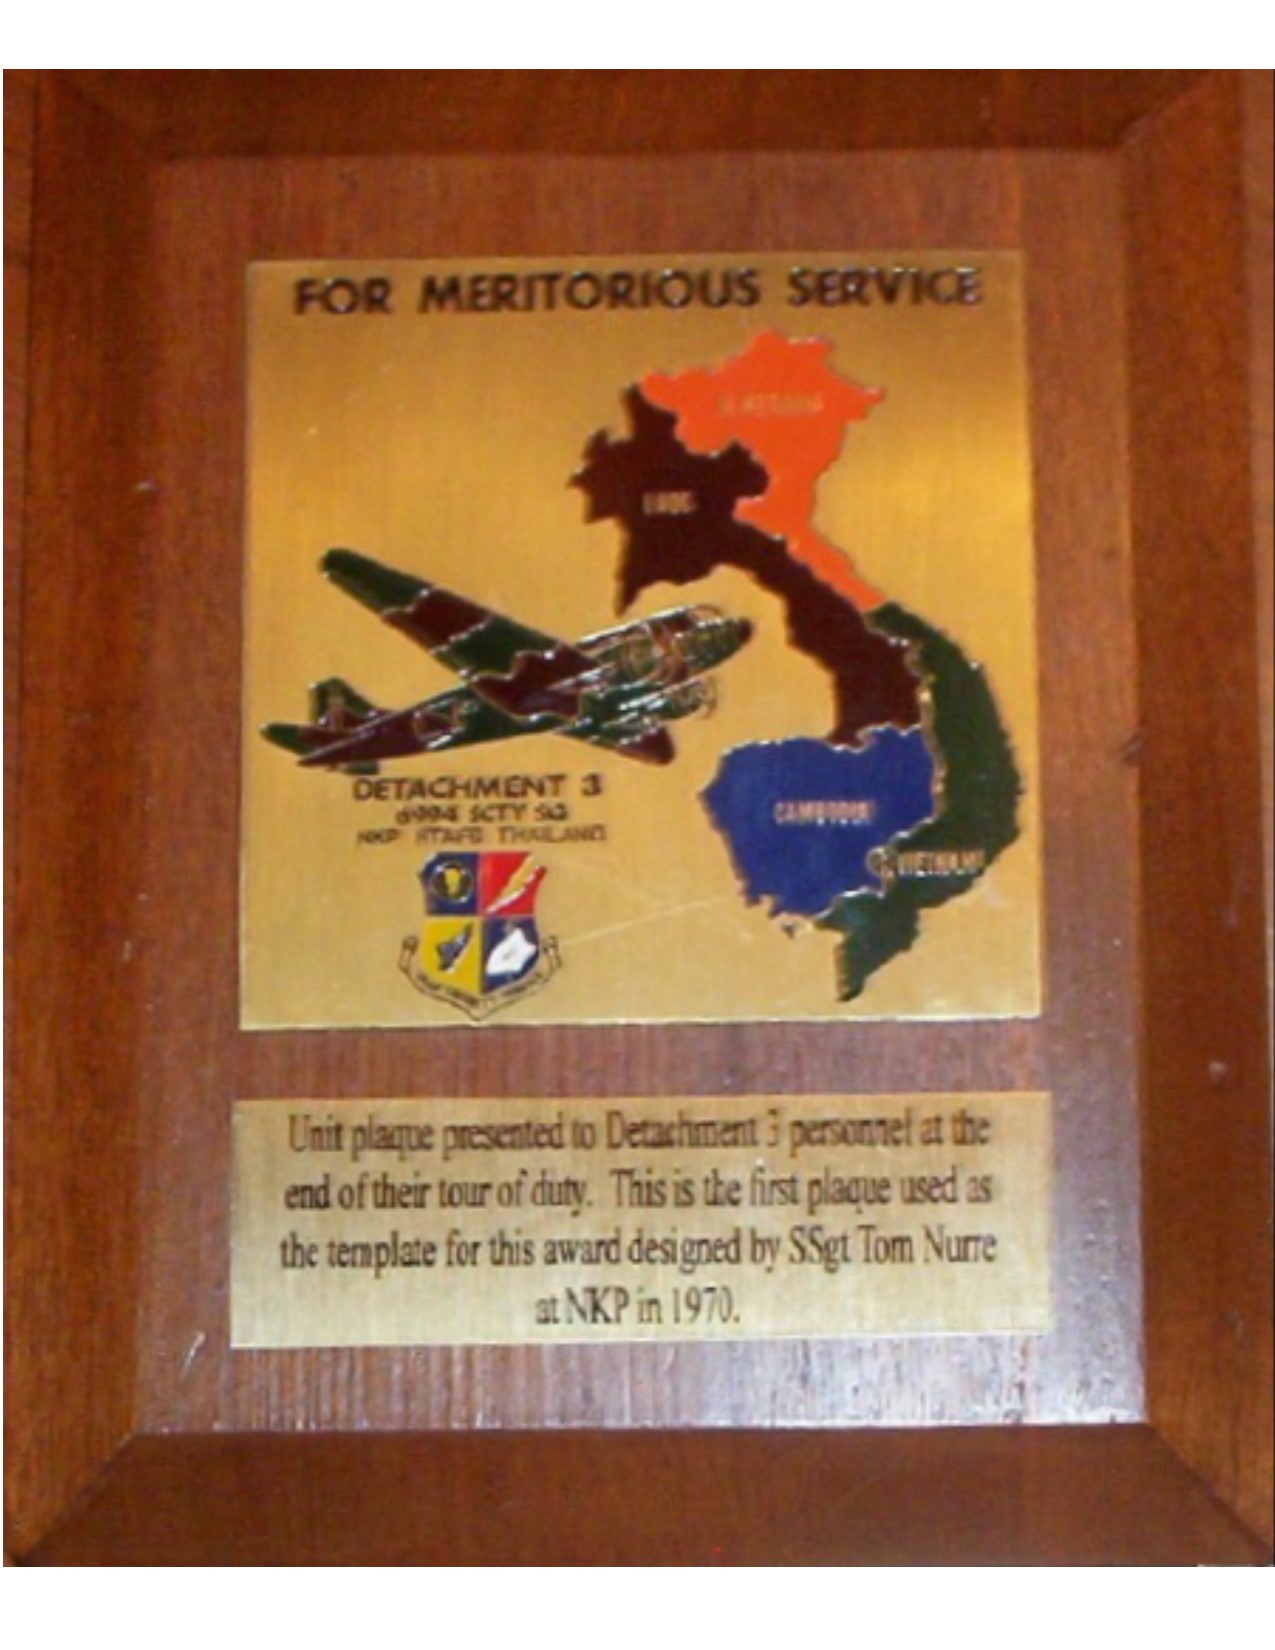 FOR MERITORIOUS SERVICE
N. VIETNAM
LAOS
DETACHMENT 3
6994 SCTY SQ
NKP RTAFB THAILAND
CAMBODIA
VIETNAM
Unit plaque presented to Detachment 3 personnel at the
end of their tour of duty. This is the first plaque used as
the template for this award designed by SSgt Tom Nurre
at NKP in 1970.